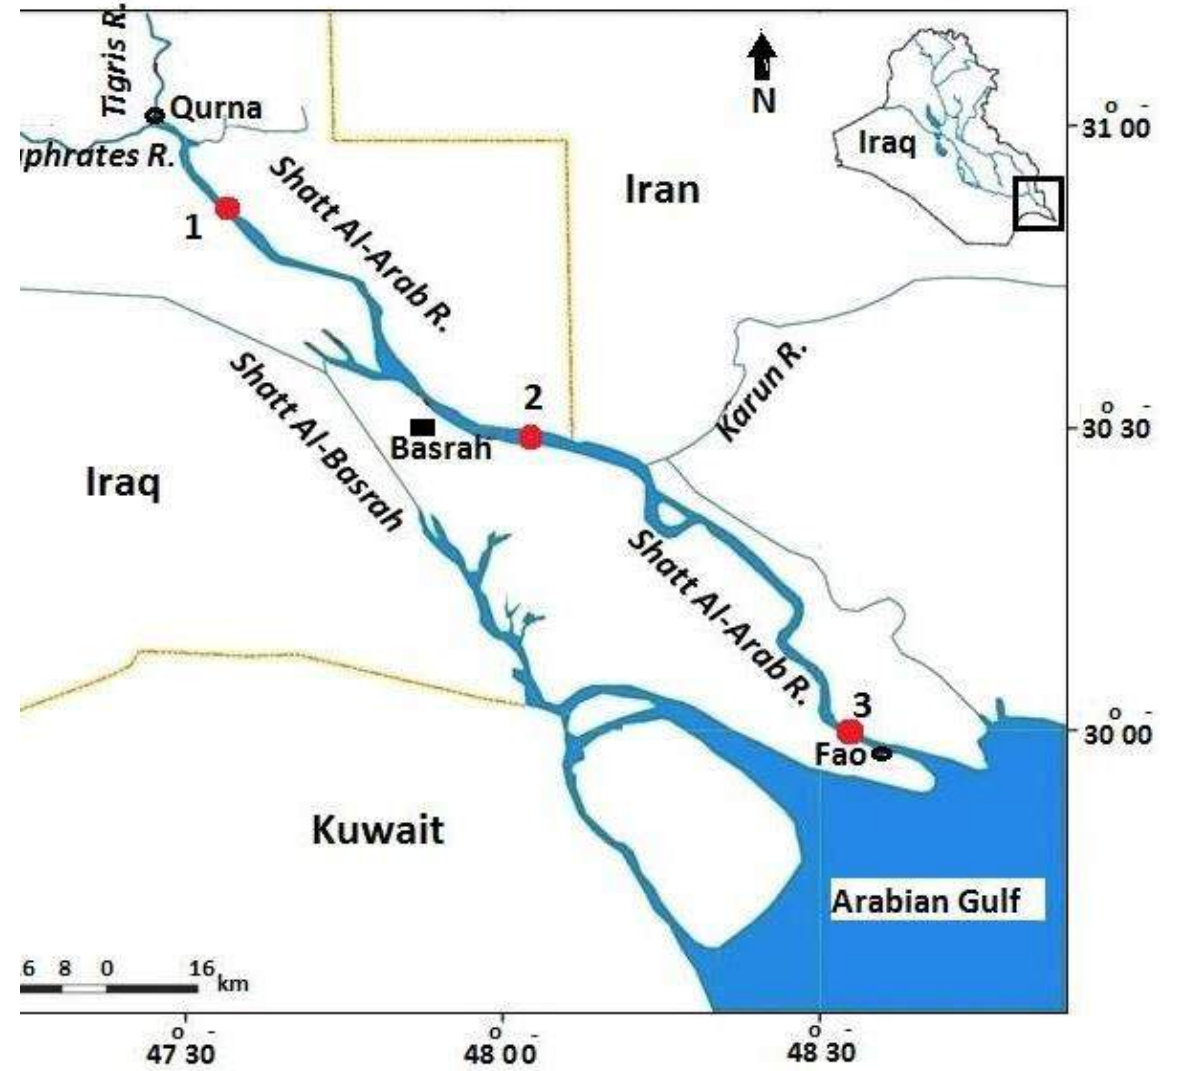 Tigris R.
Qurna
uphrates R.
Shatt Al-Arab R.
1
Iran
N
Iraq
31 00
Karun R.
Shatt Al-Basrah
2
Basrah
30 30
Iraq
Shatt Al-Arab R.
3
Fao
30 00
Kuwait
Arabian Gulf
6 8 0 16 km
47 30
48 00
48 30